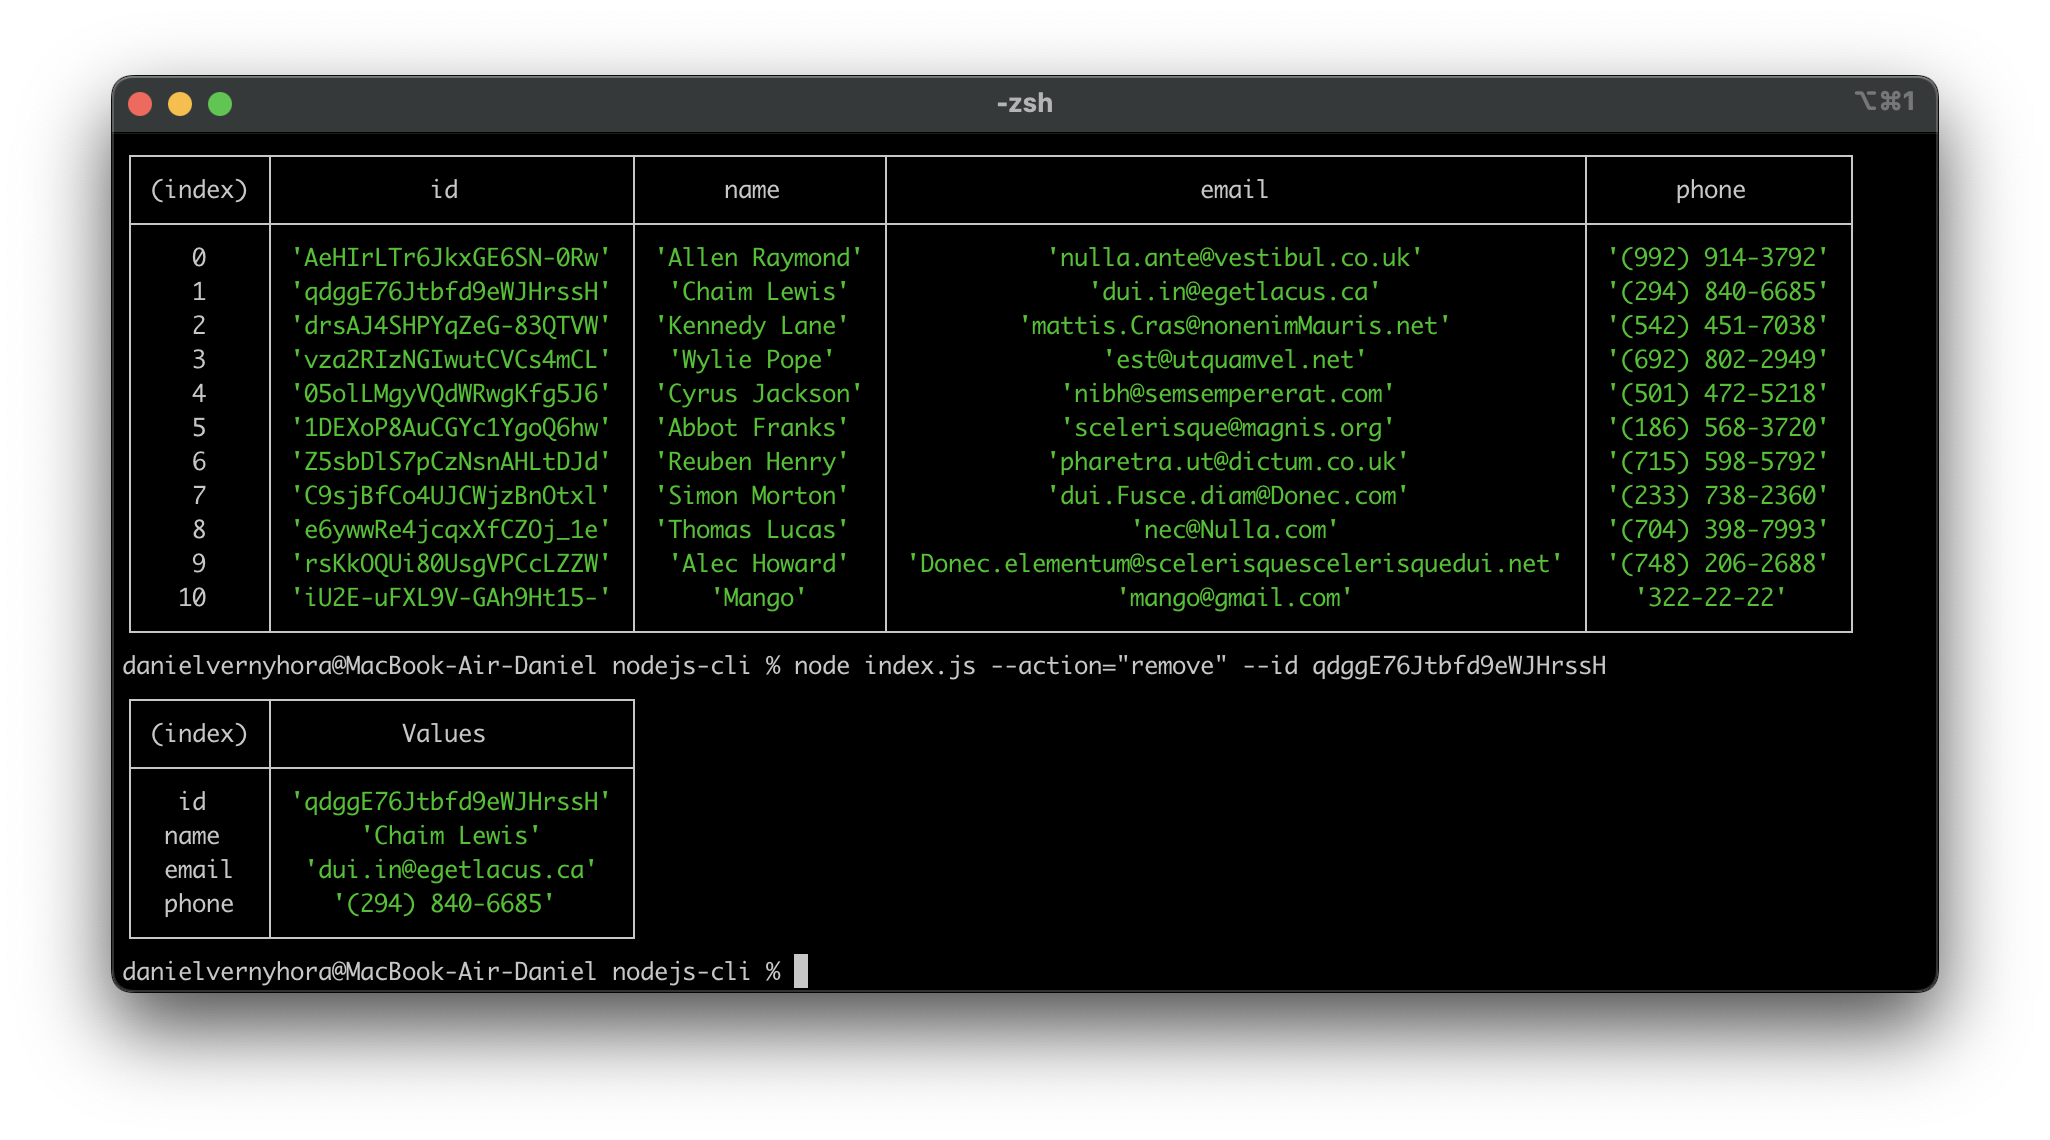 -zsh
⌥⌘1
(index) id name email phone
0 'AeHIrLTr6JkxGE6SN-0Rw' 'Allen Raymond' 'nulla.ante@vestibul.co.uk' '(992) 914-3792'
1 'qdggE76Jtbfd9eWJHrssH' 'Chaim Lewis' 'dui.in@egetlacus.ca' '(294) 840-6685'
2 'drsAJ4SHPYqZeG-83QTVW' 'Kennedy Lane' 'mattis.Cras@nonenimMauris.net' '(542) 451-7038'
3 'vza2RIzNGIwutCVCs4mCL' 'Wylie Pope' 'est@utquamvel.net' '(692) 802-2949'
4 '05olLMgyVQdWRwgKfg5J6' 'Cyrus Jackson' 'nibh@semsempererat.com' '(501) 472-5218'
5 '1DEXoP8AuCGYc1YgoQ6hw' 'Abbot Franks' 'scelerisque@magnis.org' '(186) 568-3720'
6 'Z5sbDlS7pCzNsnAHLtDJd' 'Reuben Henry' 'pharetra.ut@dictum.co.uk' '(715) 598-5792'
7 'C9sjBfCo4UJCWjzBnOtxl' 'Simon Morton' 'dui.Fusce.diam@Donec.com' '(233) 738-2360'
8 'e6ywwRe4jcqxXfCZOj_1e' 'Thomas Lucas' 'nec@Nulla.com' '(704) 398-7993'
9 'rsKkOQUi80UsgVPCcLZZW' 'Alec Howard' 'Donec.elementum@scelerisquescelerisquedui.net' '(748) 206-2688'
10 'iU2E-uFXL9V-GAh9Ht15-' 'Mango' 'mango@gmail.com' '322-22-22'
danielvernyhora@MacBook-Air-Daniel nodejs-cli % node index.js --action="remove" --id qdggE76Jtbfd9eWJHrssH
(index) Values
id 'qdggE76Jtbfd9eWJHrssH'
name 'Chaim Lewis'
email 'dui.in@egetlacus.ca'
phone '(294) 840-6685'
danielvernyhora@MacBook-Air-Daniel nodejs-cli %